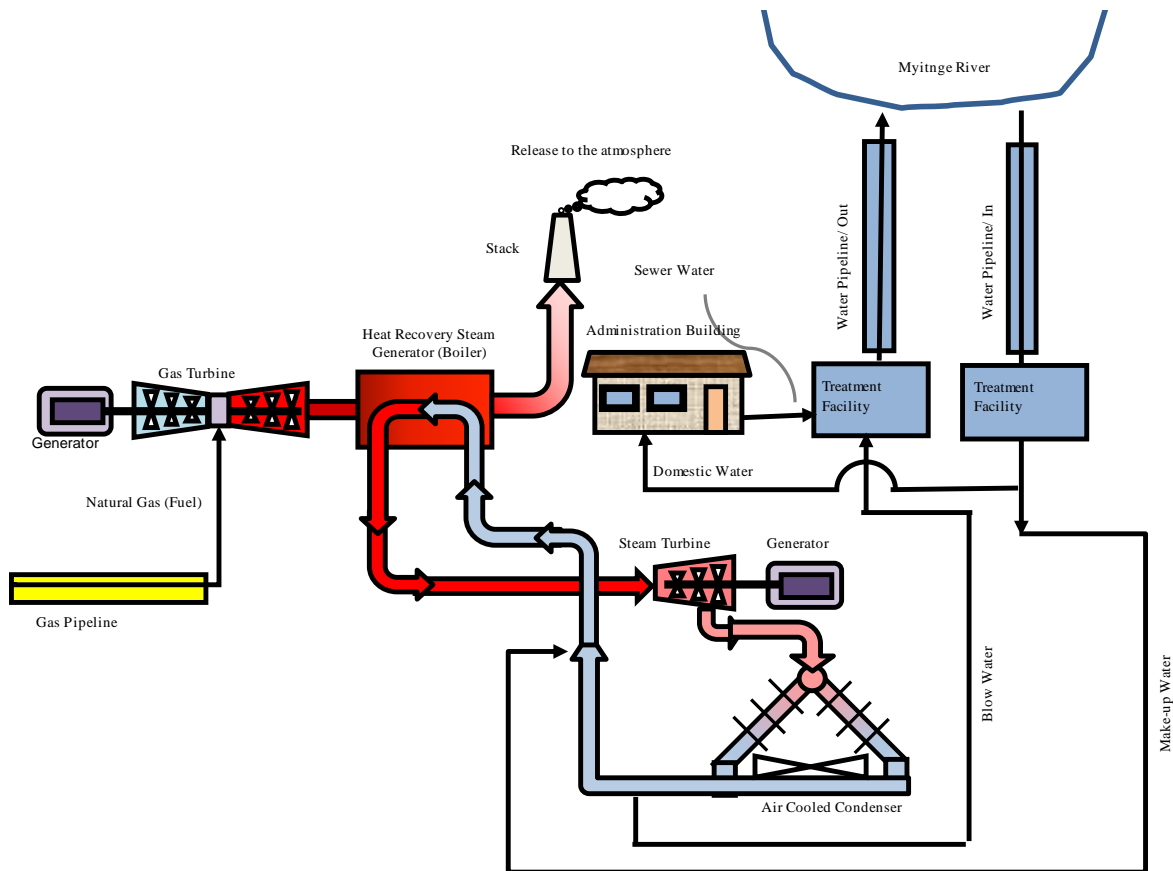 Myitnge River
Release to the atmosphere
Stack
Water Pipeline/ Out
Water Pipeline/ In
Sewer Water
Heat Recovery Steam
Generator (Boiler)
Administration Building
Gas Turbine
Treatment
Facility
Treatment
Facility
Generator
Domestic Water
Natural Gas (Fuel)
Steam Turbine
Generator
Gas Pipeline
Blow Water
Make-up Water
Air Cooled Condenser